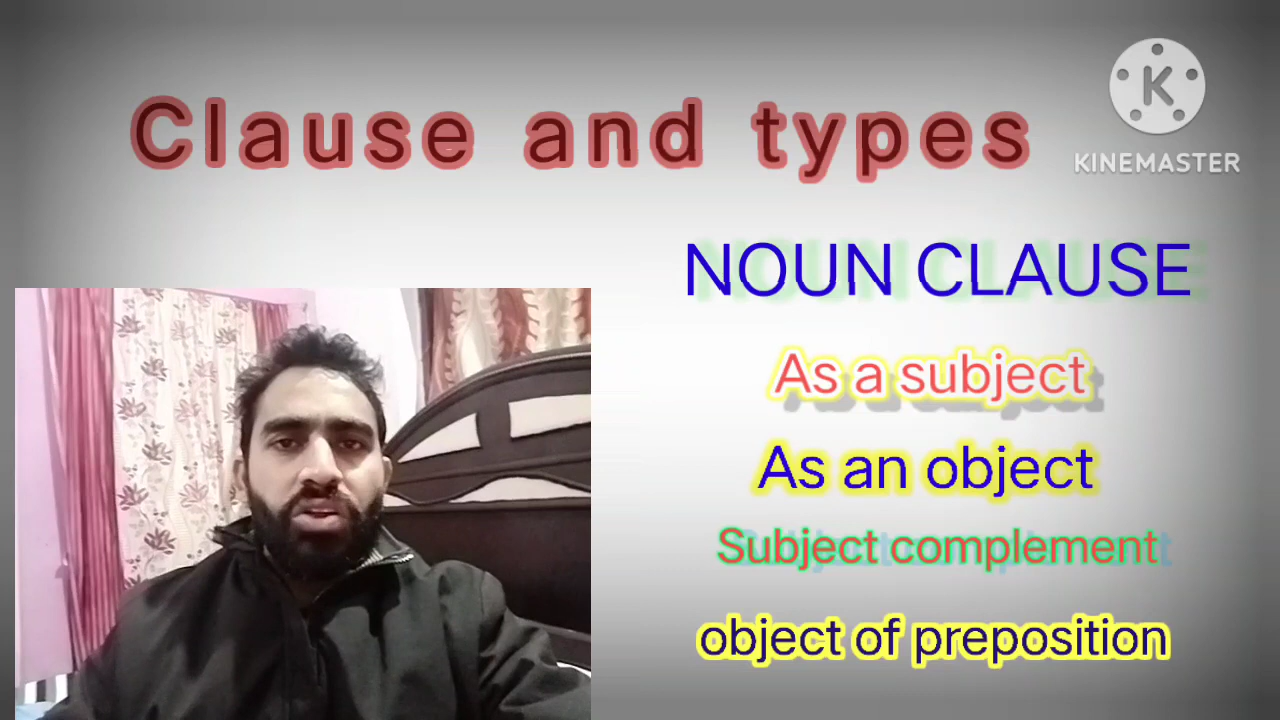 Clause and types
K
KINEMASTER
NOUN CLAUSE
As a subject
As an object
Subject complement
object of preposition